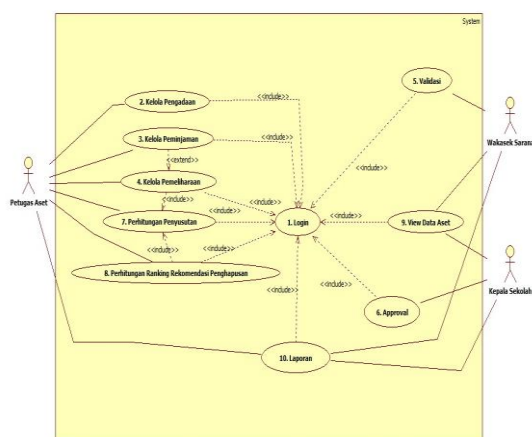 System
5. Validasi
<<include>>
2. Kelola Pengadaan
<<include>>
3. Kelola Peminjaman
<<include>>
Wakasek Sarana
<<extend>>
<<include>>
Petugas Aset
4. Kelola Pemeliharaan
<<include>>
<<include>>
7. Perhitungan Penyusutan
<<include>>
1. Login
<<include>>
9. View Data Aset
<<include>>
<<include>>
8. Perhitungan Ranking Rekomendasi Penghapusan
<<include>>
<<include>>
Kepala Sekolah
6. Approval
10. Laporan